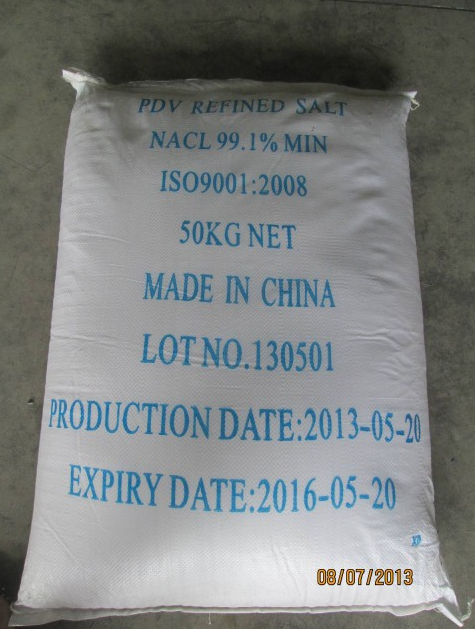 PDV REFINED SALT
NACL 99.1% MIN
ISO9001:2008
50KG NET
MADE IN CHINA
LOT NO.130501
PRODUCTION DATE:2013-05-20
EXPIRY DATE:2016-05-20
08/07/2013